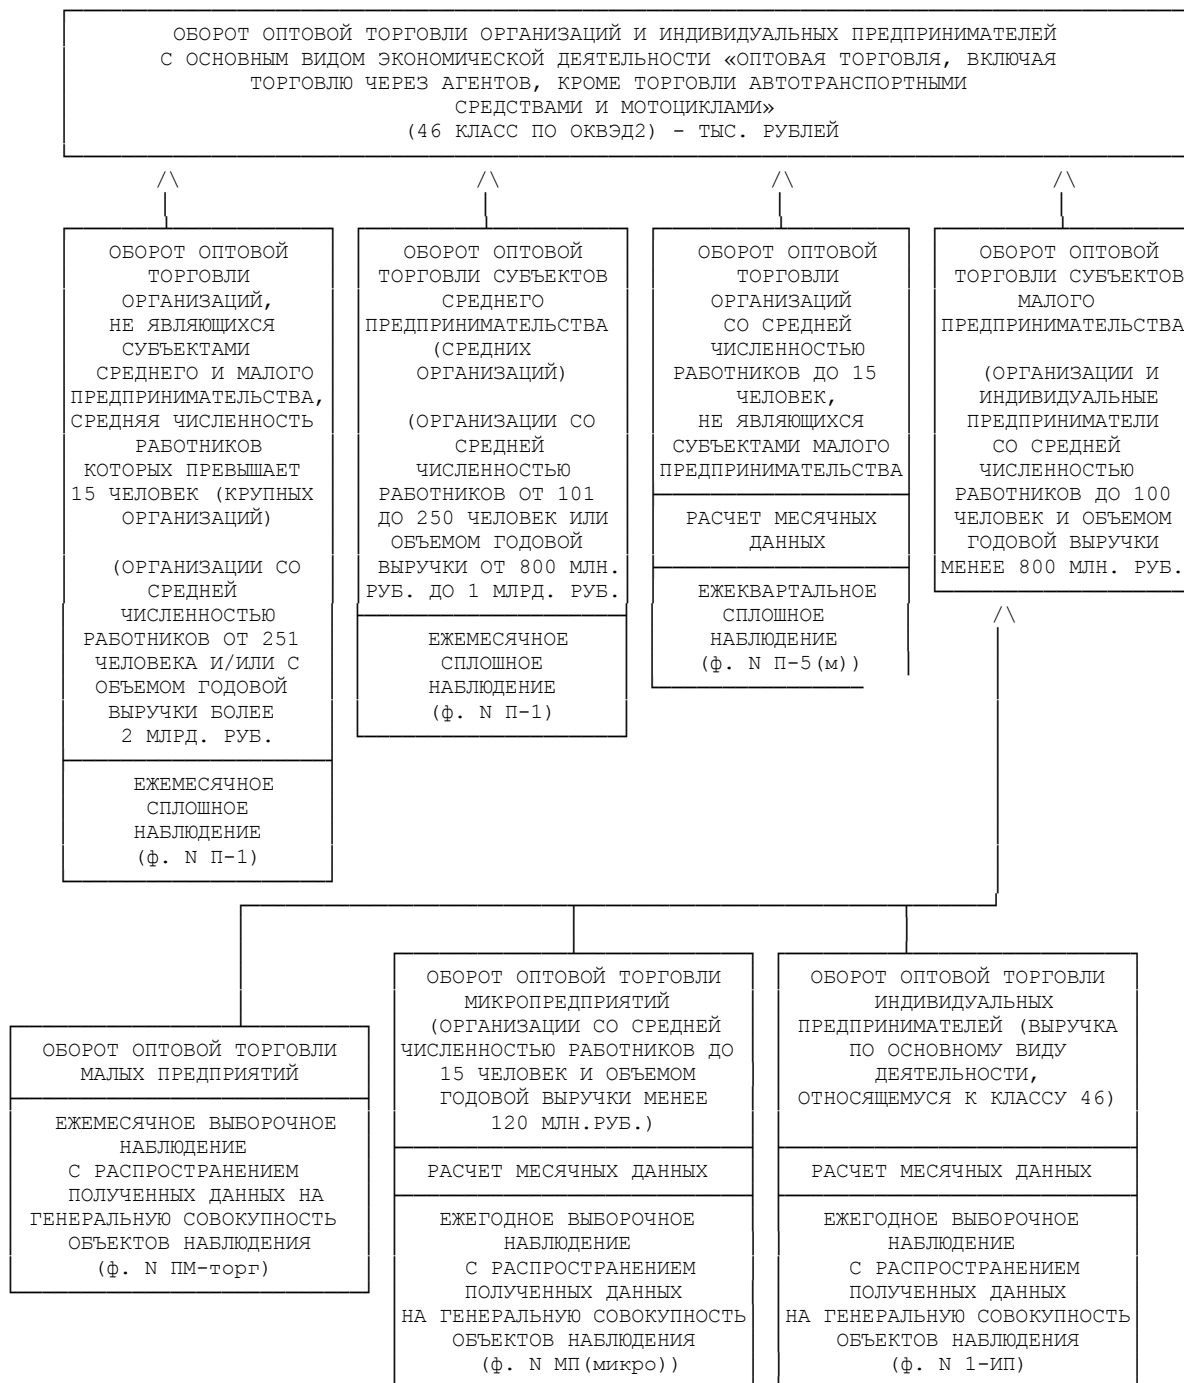 ОБОРОТ ОПТОВОЙ ТОРГОВЛИ ОРГАНИЗАЦИЙ И ИНДИВИДУАЛЬНЫХ ПРЕДПРИНИМАТЕЛЕЙ
С ОСНОВНЫМ ВИДОМ ЭКОНОМИЧЕСКОЙ ДЕЯТЕЛЬНОСТИ «ОПТОВАЯ ТОРГОВЛЯ, ВКЛЮЧАЯ
ТОРГОВЛЮ ЧЕРЕЗ АГЕНТОВ, КРОМЕ ТОРГОВЛИ АВТОТРАНСПОРТНЫМИ
СРЕДСТВАМИ И МОТОЦИКЛАМИ»
(46 КЛАСС ПО ОКВЭД2) - ТЫС. РУБЛЕЙ
ОБОРОТ ОПТОВОЙ
ТОРГОВЛИ
ОРГАНИЗАЦИЙ,
НЕ ЯВЛЯЮЩИХСЯ
СУБЪЕКТАМИ
СРЕДНЕГО И МАЛОГО
ПРЕДПРИНИМАТЕЛЬСТВА,
СРЕДНЯЯ ЧИСЛЕННОСТЬ
РАБОТНИКОВ
КОТОРЫХ ПРЕВЫШАЕТ
15 ЧЕЛОВЕК (КРУПНЫХ
ОРГАНИЗАЦИЙ)
(ОРГАНИЗАЦИИ СО
СРЕДНЕЙ
ЧИСЛЕННОСТЬЮ
РАБОТНИКОВ ОТ 251
ЧЕЛОВЕКА И/ИЛИ С
ОБЪЕМОМ ГОДОВОЙ
ВЫРУЧКИ БОЛЕЕ
2 МЛРД. РУБ.
ЕЖЕМЕСЯЧНОЕ
СПЛОШНОЕ
НАБЛЮДЕНИЕ
(ф. N П-1)
ОБОРОТ ОПТОВОЙ
ТОРГОВЛИ СУБЪЕКТОВ
СРЕДНЕГО
ПРЕДПРИНИМАТЕЛЬСТВА
(СРЕДНИХ
ОРГАНИЗАЦИЙ)
(ОРГАНИЗАЦИИ СО
СРЕДНЕЙ
ЧИСЛЕННОСТЬЮ
РАБОТНИКОВ ОТ 101
ДО 250 ЧЕЛОВЕК ИЛИ
ОБЪЕМОМ ГОДОВОЙ
ВЫРУЧКИ ОТ 800 МЛН.
РУБ. ДО 1 МЛРД. РУБ.
ЕЖЕМЕСЯЧНОЕ
СПЛОШНОЕ
НАБЛЮДЕНИЕ
(ф. N П-1)
ОБОРОТ ОПТОВОЙ
ТОРГОВЛИ
ОРГАНИЗАЦИЙ
СО СРЕДНЕЙ
ЧИСЛЕННОСТЬЮ
РАБОТНИКОВ ДО 15
ЧЕЛОВЕК,
НЕ ЯВЛЯЮЩИХСЯ
СУБЪЕКТАМИ МАЛОГО
ПРЕДПРИНИМАТЕЛЬСТВА
РАСЧЕТ МЕСЯЧНЫХ
ДАННЫХ
ЕЖЕКВАРТАЛЬНОЕ
СПЛОШНОЕ
НАБЛЮДЕНИЕ
(ф. N П-5(м))
ОБОРОТ ОПТОВОЙ
ТОРГОВЛИ СУБЪЕКТОВ
МАЛОГО
ПРЕДПРИНИМАТЕЛЬСТВА
(ОРГАНИЗАЦИИ И
ИНДИВИДУАЛЬНЫЕ
ПРЕДПРИНИМАТЕЛИ
СО СРЕДНЕЙ
ЧИСЛЕННОСТЬЮ
РАБОТНИКОВ ДО 100
ЧЕЛОВЕК И ОБЪЕМОМ
ГОДОВОЙ ВЫРУЧКИ
МЕНЕЕ 800 МЛН. РУБ.
ОБОРОТ ОПТОВОЙ ТОРГОВЛИ
МАЛЫХ ПРЕДПРИЯТИЙ
ЕЖЕМЕСЯЧНОЕ ВЫБОРОЧНОЕ
НАБЛЮДЕНИЕ
С РАСПРОСТРАНЕНИЕМ
ПОЛУЧЕННЫХ ДАННЫХ НА
ГЕНЕРАЛЬНУЮ СОВОКУПНОСТЬ
ОБЪЕКТОВ НАБЛЮДЕНИЯ
(ф. N ПМ-торг)
ОБОРОТ ОПТОВОЙ ТОРГОВЛИ
МИКРОПРЕДПРИЯТИЙ
(ОРГАНИЗАЦИИ СО СРЕДНЕЙ
ЧИСЛЕННОСТЬЮ РАБОТНИКОВ ДО
15 ЧЕЛОВЕК И ОБЪЕМОМ
ГОДОВОЙ ВЫРУЧКИ МЕНЕЕ
120 МЛН.РУБ.)
РАСЧЕТ МЕСЯЧНЫХ ДАННЫХ
ЕЖЕГОДНОЕ ВЫБОРОЧНОЕ
НАБЛЮДЕНИЕ
С РАСПРОСТРАНЕНИЕМ
ПОЛУЧЕННЫХ ДАННЫХ
НА ГЕНЕРАЛЬНУЮ СОВОКУПНОСТЬ
ОБЪЕКТОВ НАБЛЮДЕНИЯ
(ф. N МП(микро))
ОБОРОТ ОПТОВОЙ ТОРГОВЛИ
ИНДИВИДУАЛЬНЫХ
ПРЕДПРИНИМАТЕЛЕЙ (ВЫРУЧКА
ПО ОСНОВНОМУ ВИДУ
ДЕЯТЕЛЬНОСТИ,
ОТНОСЯЩЕМУСЯ К КЛАССУ 46)
РАСЧЕТ МЕСЯЧНЫХ ДАННЫХ
ЕЖЕГОДНОЕ ВЫБОРОЧНОЕ
НАБЛЮДЕНИЕ
С РАСПРОСТРАНЕНИЕМ
ПОЛУЧЕННЫХ ДАННЫХ
НА ГЕНЕРАЛЬНУЮ СОВОКУПНОСТЬ
ОБЪЕКТОВ НАБЛЮДЕНИЯ
(ф. N 1-ИП)